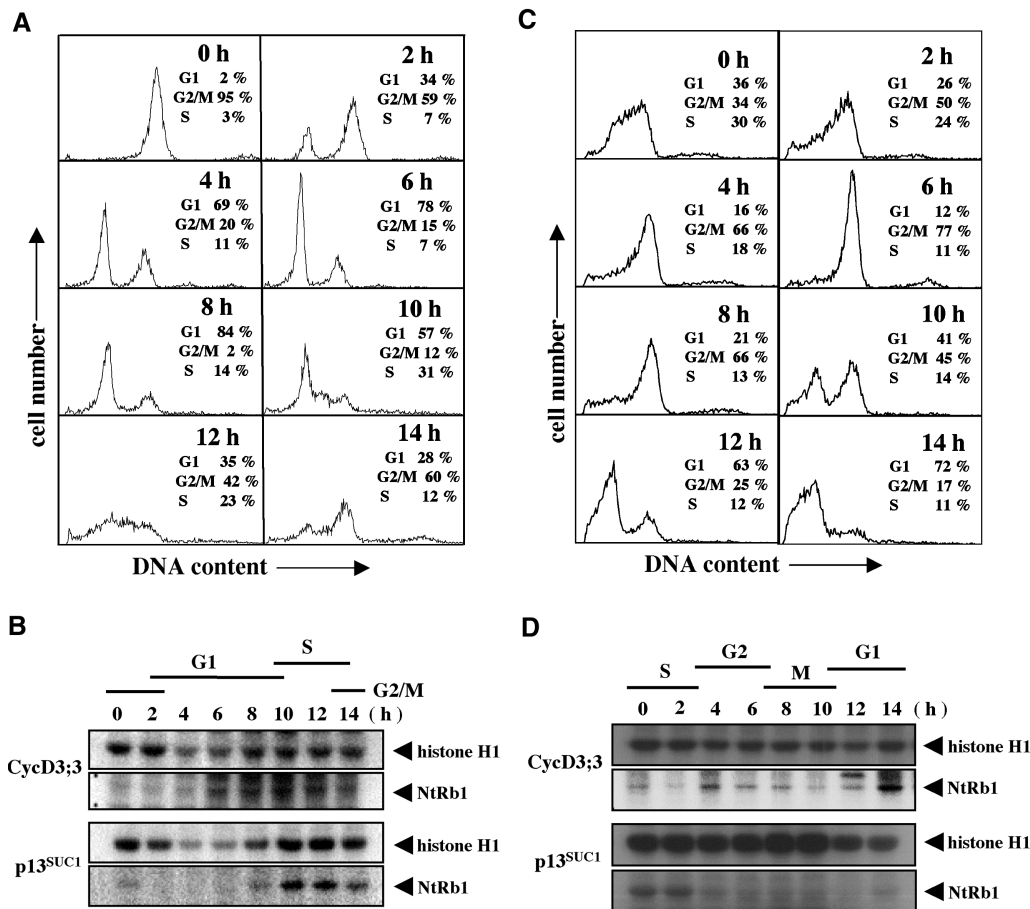 A
0 h
G1 2 %
G2/M 95 %
S 3%
2 h
G1 34 %
G2/M 59 %
S 7 %
4 h
G1 69 %
G2/M 20 %
S 11 %
6 h
G1 78 %
G2/M 15 %
S 7 %
8 h
G1 84 %
G2/M 2 %
S 14 %
10 h
G1 57 %
G2/M 12 %
S 31 %
12 h
G1 35 %
G2/M 42 %
S 23 %
14 h
G1 28 %
G2/M 60 %
S 12 %
cell number
DNA content
C
0 h
G1 36 %
G2/M 34 %
S 30 %
2 h
G1 26 %
G2/M 50 %
S 24 %
4 h
G1 16 %
G2/M 66 %
S 18 %
6 h
G1 12 %
G2/M 77 %
S 11 %
8 h
G1 21 %
G2/M 66 %
S 13 %
10 h
G1 41 %
G2/M 45 %
S 14 %
12 h
G1 63 %
G2/M 25 %
S 12 %
14 h
G1 72 %
G2/M 17 %
S 11 %
cell number
DNA content
B
S
G1
G2/M
0 2 4 6 8 10 12 14 ( h )
CycD3;3
histone H1
NtRb1
p13SUC1
histone H1
NtRb1
D
G2 G1
S M
0 2 4 6 8 10 12 14 ( h )
CycD3;3
histone H1
NtRb1
p13SUC1
histone H1
NtRb1